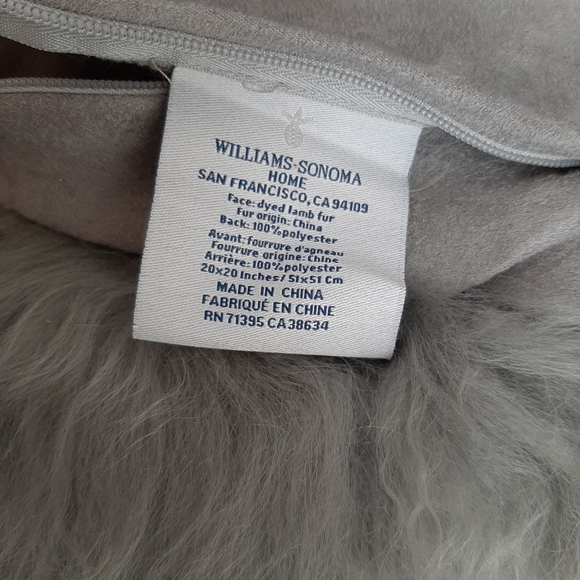 WILLIAMS-SONOMA
HOME
SAN FRANCISCO, CA 94109
Face: dyed lamb fur
Fur origin: China
Back: 100% polyester
Avant: fourrure d'agneau
Fourrure origine: Chine
Arrière: 100% polyester
20x20 Inches/ 51x51 Cm
MADE IN CHINA
FABRIQUÉ EN CHINE
RN 71395 CA38634